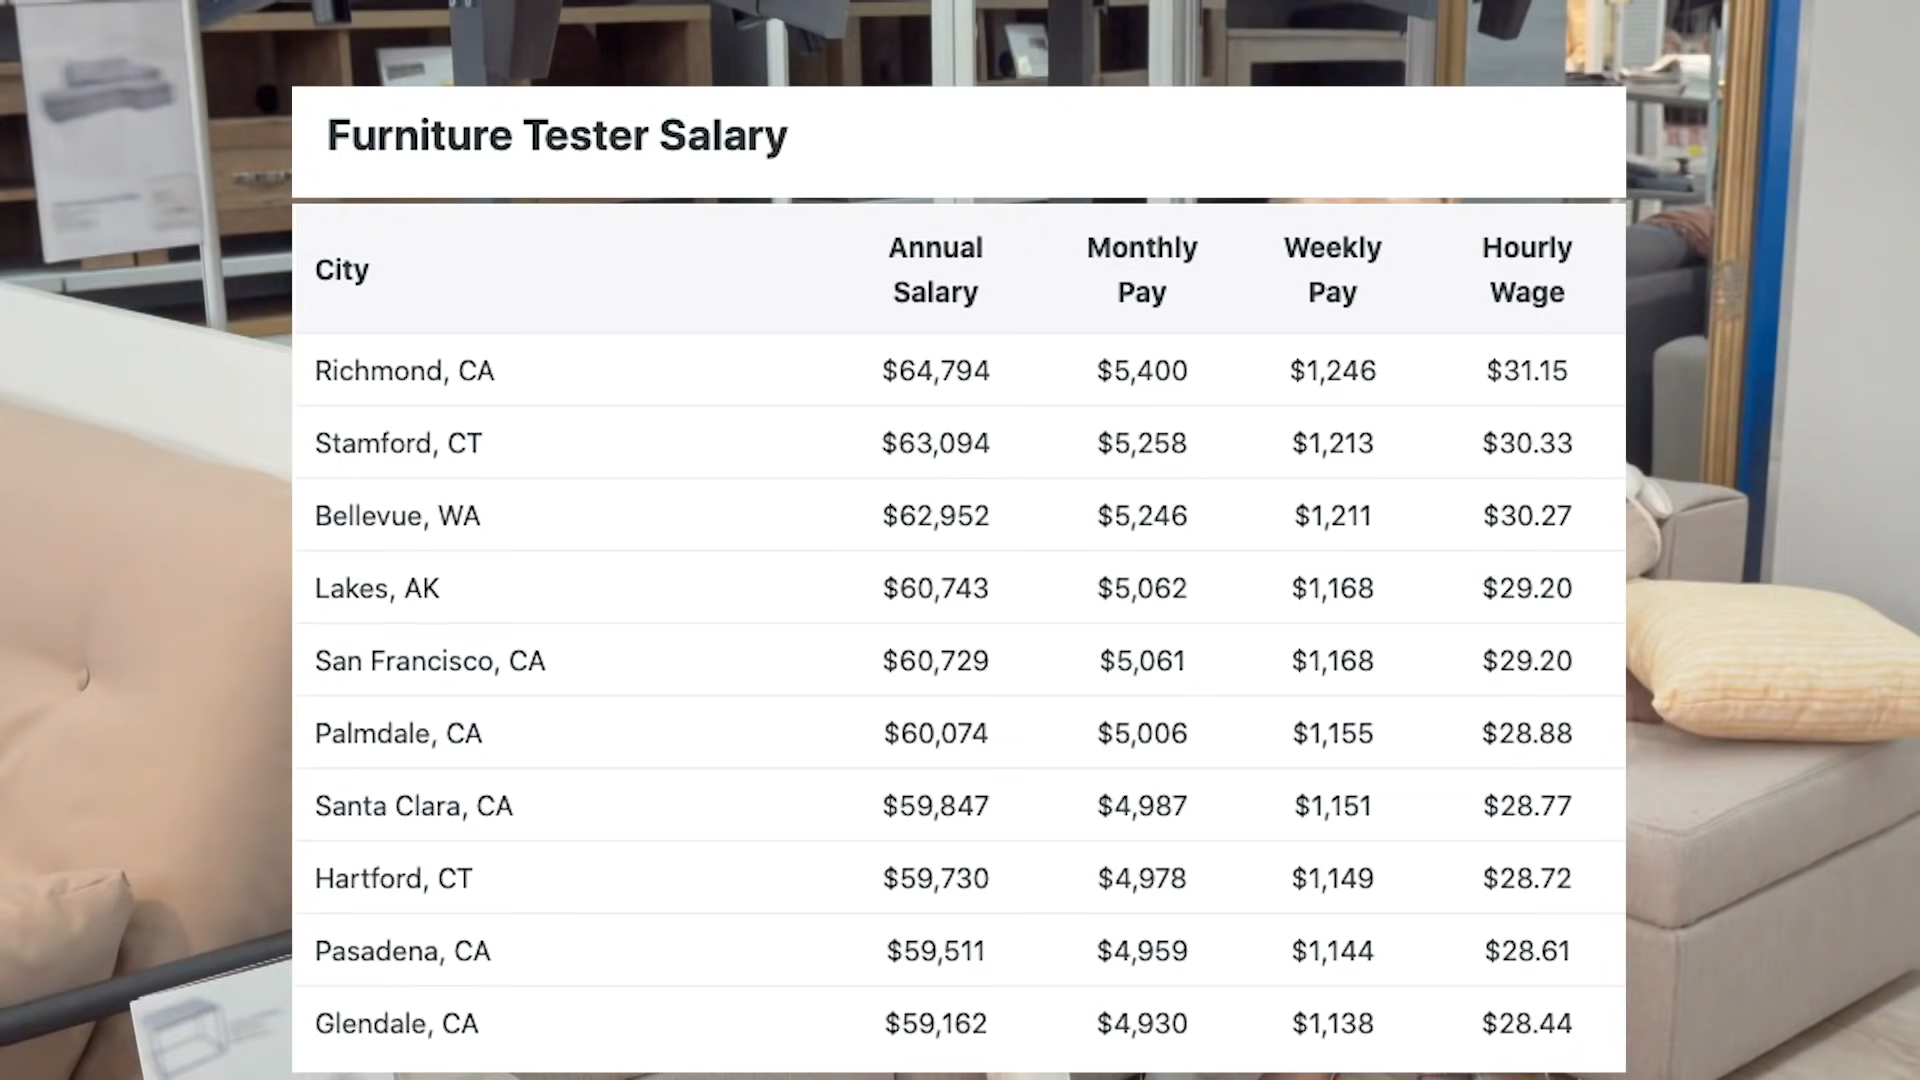 Furniture Tester Salary
City Annual Salary Monthly Pay Weekly Pay Hourly Wage
Richmond, CA $64,794 $5,400 $1,246 $31.15
Stamford, CT $63,094 $5,258 $1,213 $30.33
Bellevue, WA $62,952 $5,246 $1,211 $30.27
Lakes, AK $60,743 $5,062 $1,168 $29.20
San Francisco, CA $60,729 $5,061 $1,168 $29.20
Palmdale, CA $60,074 $5,006 $1,155 $28.88
Santa Clara, CA $59,847 $4,987 $1,151 $28.77
Hartford, CT $59,730 $4,978 $1,149 $28.72
Pasadena, CA $59,511 $4,959 $1,144 $28.61
Glendale, CA $59,162 $4,930 $1,138 $28.44